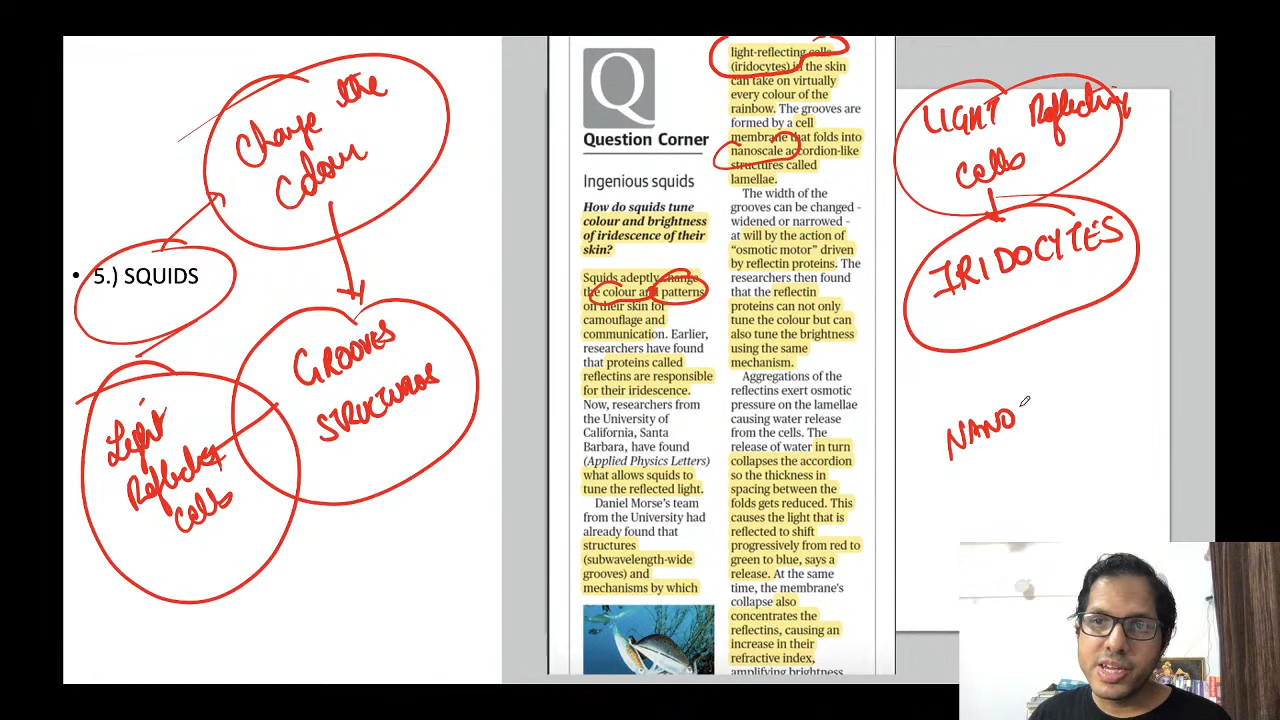 Change the
Colour
• 5.) SQUIDS
GROOVES
STRUCTURES
Light
Reflected
Cells
Q
Question Corner
Ingenious squids
How do squids tune
colour and brightness
of iridescence of their
skin?
Squids adeptly change
the colour and patterns
on their skin for
camouflage and
communication. Earlier,
researchers have found
that proteins called
reflectins are responsible
for their iridescence.
Now, researchers from
the University of
California, Santa
Barbara, have found
(Applied Physics Letters)
what allows squids to
tune the reflected light.
Daniel Morse's team
from the University had
already found that
structures
(subwavelength-wide
grooves) and
mechanisms by which
light-reflecting cells
(iridocytes) in the skin
can take on virtually
every colour of the
rainbow. The grooves are
formed by a cell
membrane that folds into
nanoscale accordion-like
structures called
lamellae.
The width of the
grooves can be changed -
widened or narrowed -
at will by the action of
“osmotic motor” driven
by reflectin proteins. The
researchers then found
that the reflectin
proteins can not only
tune the colour but can
also tune the brightness
using the same
mechanism.
Aggregations of the
reflectins exert osmotic
pressure on the lamellae
causing water release
from the cells. The
release of water in turn
collapses the accordion
so the thickness in
spacing between the
folds gets reduced. This
causes the light that is
reflected to shift
progressively from red to
green to blue, says a
release. At the same
time, the membrane's
collapse also
concentrates the
reflectins, causing an
increase in their
refractive index,
amplifying brightness
LIGHT Reflecting
cells
IRIDOCYTES
NANO